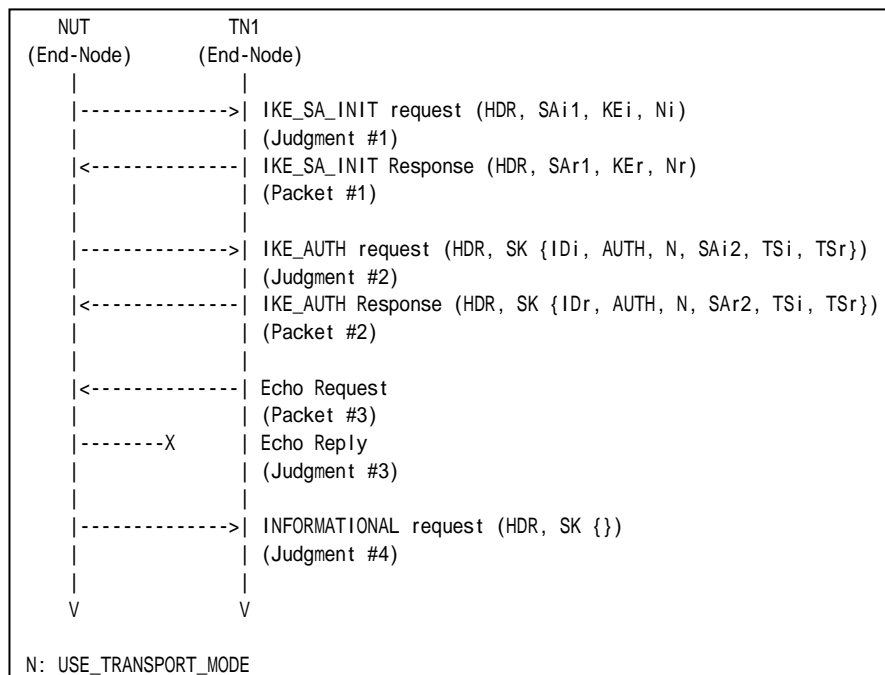 NUT TN1
(End-Node) (End-Node)
| |
|-------------->| IKE_SA_INIT request (HDR, SAi1, KEi, Ni)
| | (Judgment #1)
|<--------------| IKE_SA_INIT Response (HDR, SAr1, KEr, Nr)
| | (Packet #1)
| |
|-------------->| IKE_AUTH request (HDR, SK {IDi, AUTH, N, SAi2, TSi, TSr})
| | (Judgment #2)
|<--------------| IKE_AUTH Response (HDR, SK {IDr, AUTH, N, SAr2, TSi, TSr})
| | (Packet #2)
| |
|<--------------| Echo Request
| | (Packet #3)
|--------X | Echo Reply
| | (Judgment #3)
| |
|-------------->| INFORMATIONAL request (HDR, SK {})
| | (Judgment #4)
| |
V V
N: USE_TRANSPORT_MODE